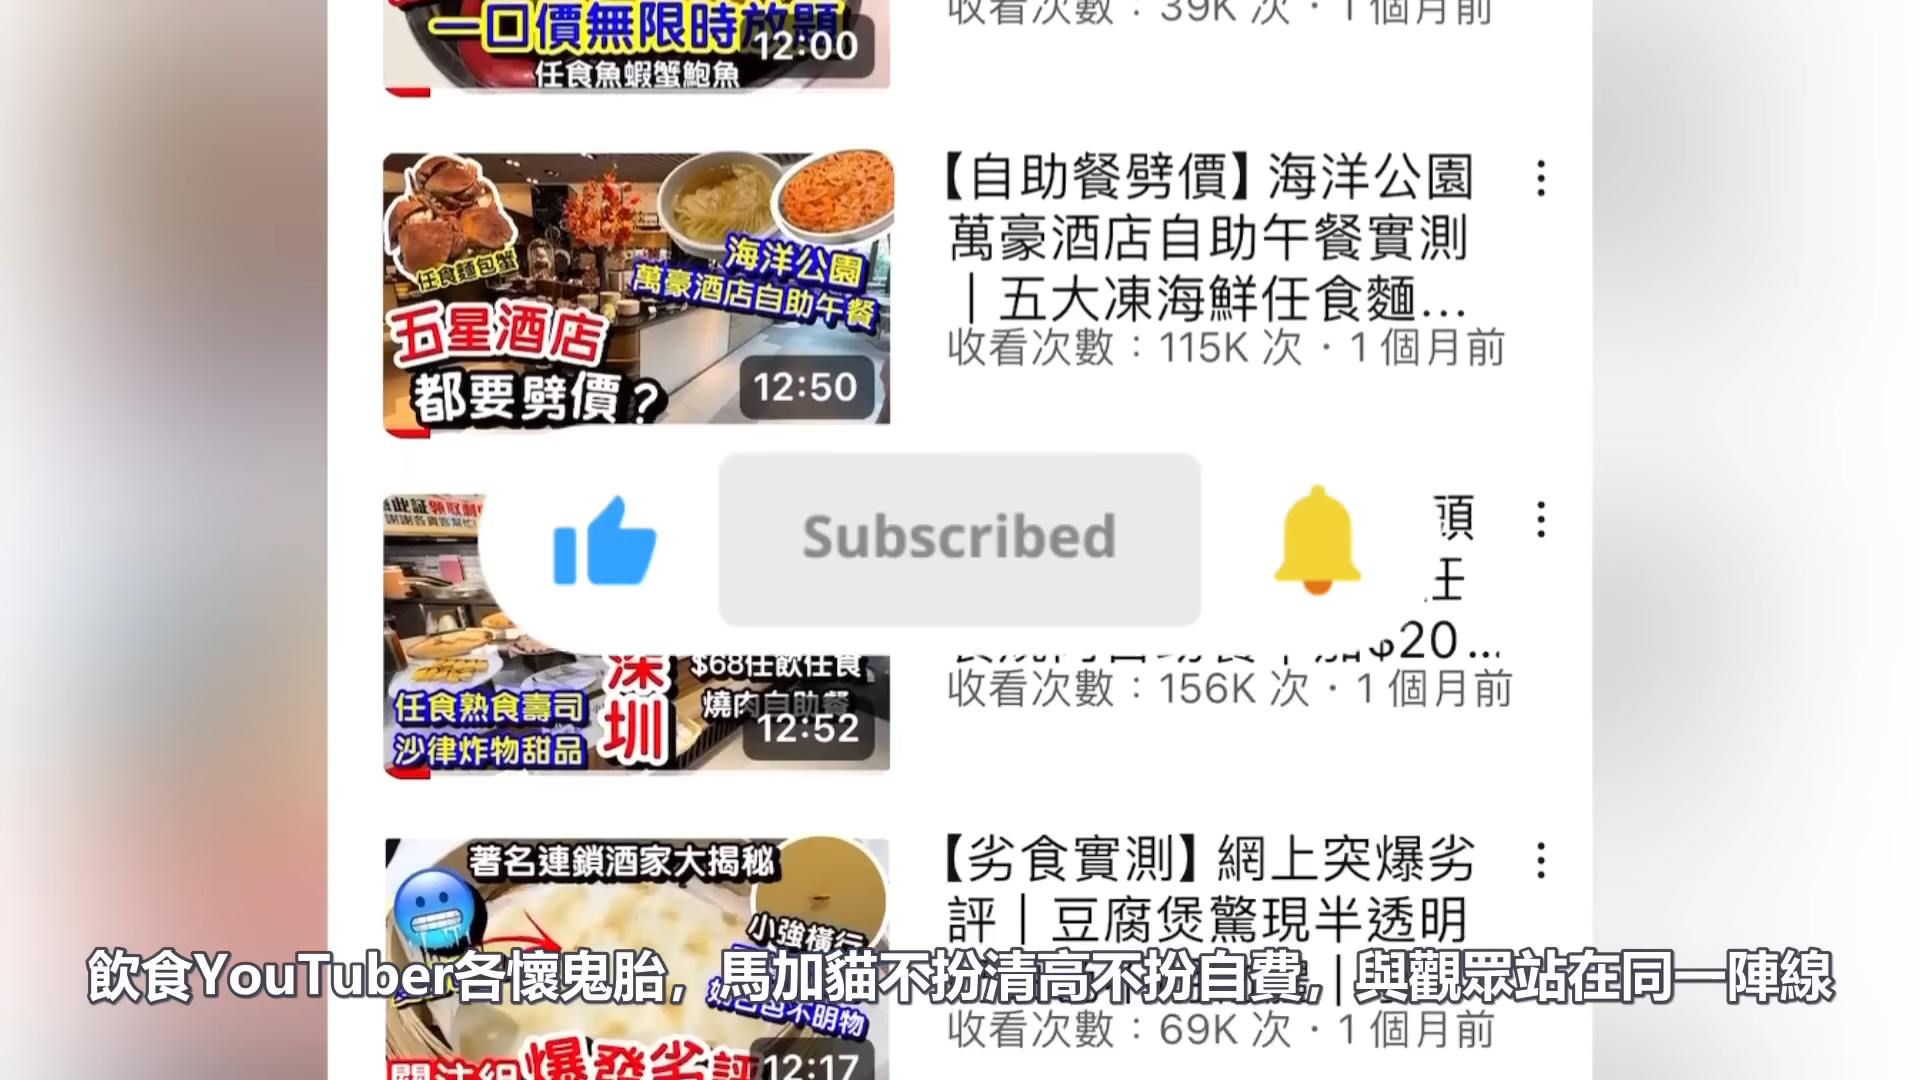 一口價無限時放題
12:00
任食魚蝦蟹鮑魚
收看次數：39K 次 · 1 個月前
任食麵包蟹
海洋公園
萬豪酒店自助午餐
五星酒店
都要劈價？
12:50
【自助餐劈價】海洋公園
萬豪酒店自助午餐實測
｜五大凍海鮮任食麵...
收看次數：115K 次 · 1 個月前
Subscribed
頭
$20...
收看次數：156K 次 · 1 個月前
深圳
$68任飲任食
燒肉自助餐
任食熟食壽司
沙律炸物甜品
12:52
著名連鎖酒家大揭秘
小強橫行
不明物
爆發劣評
12:17
【劣食實測】網上突爆劣
評｜豆腐煲驚現半透明
收看次數：69K 次 · 1 個月前
飲食YouTuber各懷鬼胎，馬加貓不扮清高不扮自費，與觀眾站在同一陣線